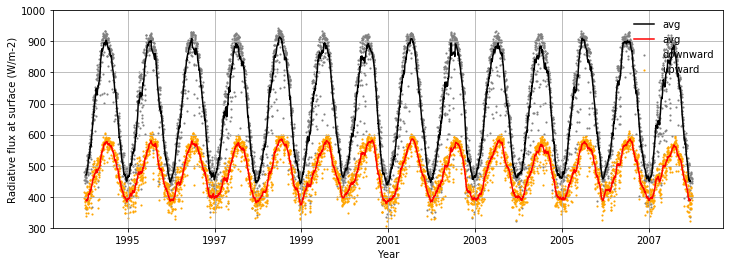 1000
900
800
700
600
500
400
300
Radiative flux at surface (W/m-2)
avg
avg
downward
upward
1995
1997
1999
2001
2003
2005
2007
Year